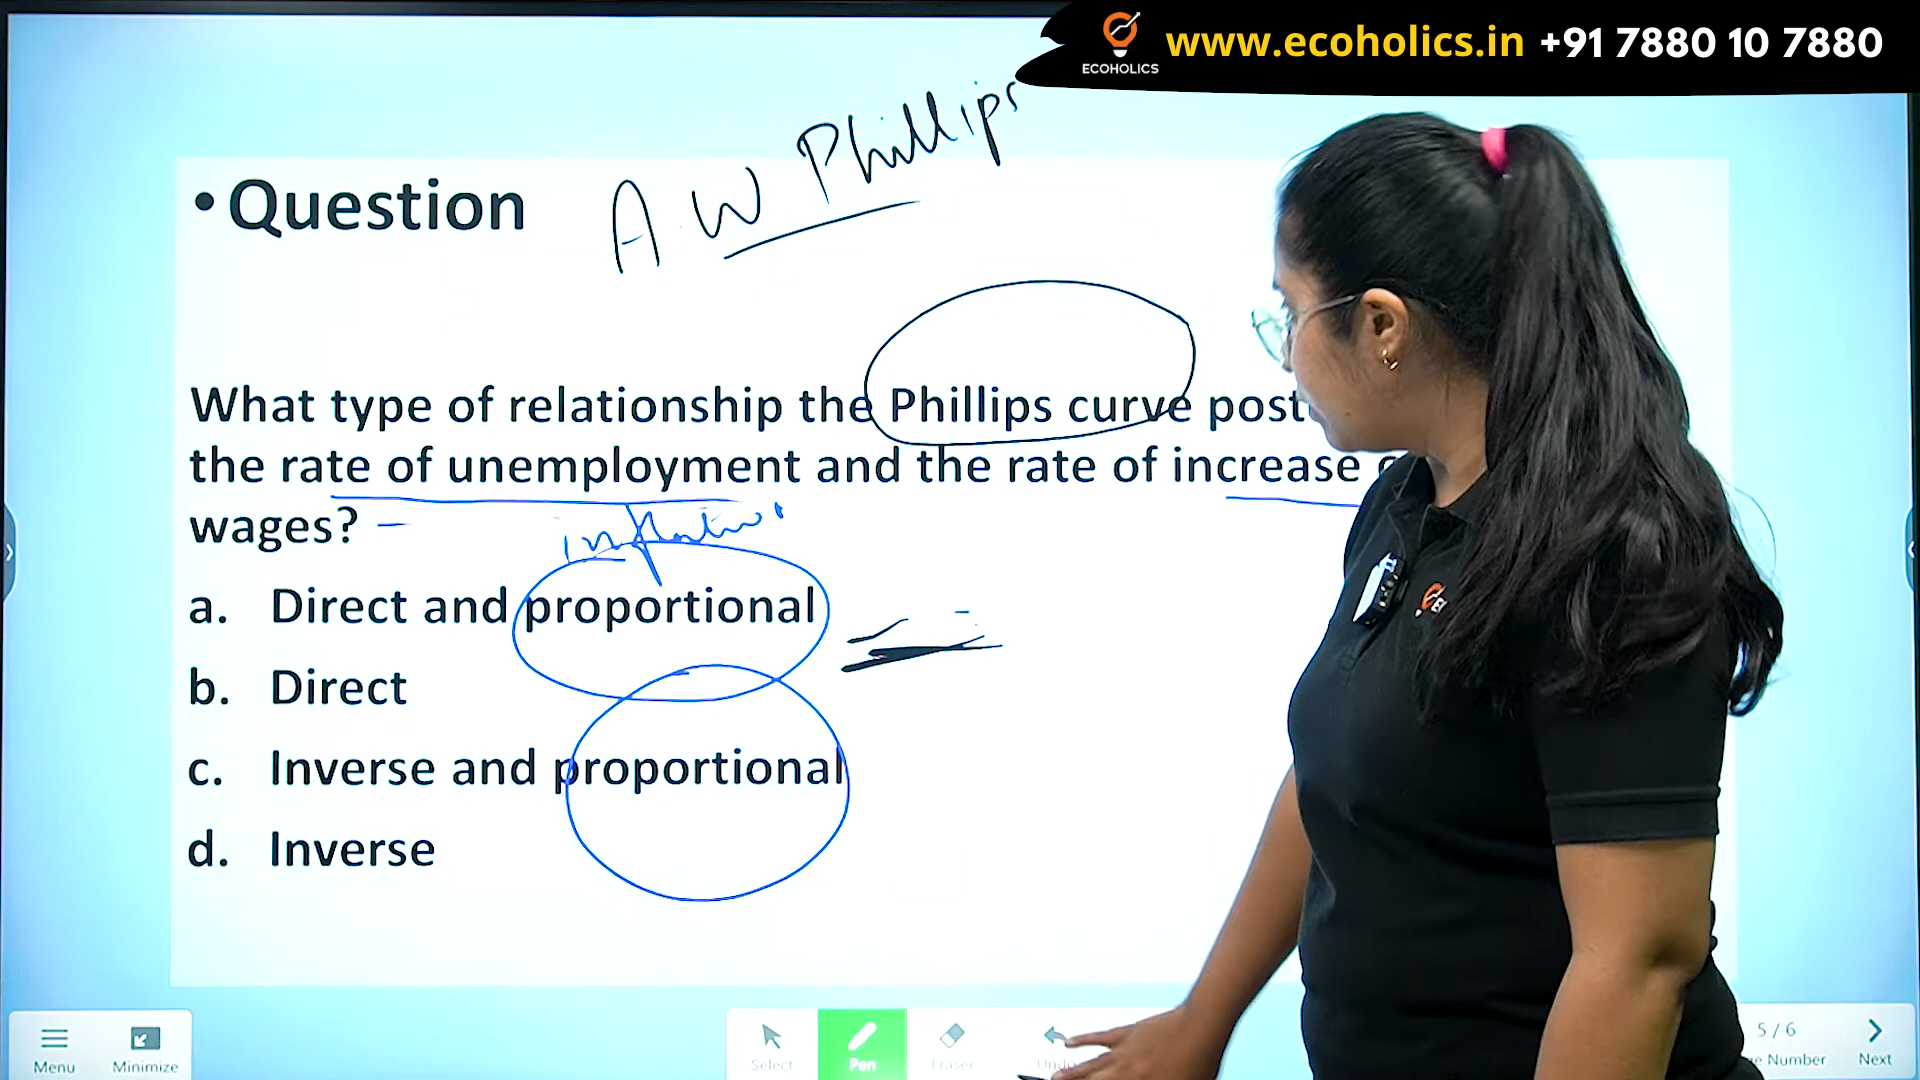 www.ecoholics.in +91 7880 10 7880
ECOHOLICS
A W Phillips
• Question
What type of relationship the Phillips curve
the rate of unemployment and the rate of increase
wages? –
inflation
a. Direct and proportional
b. Direct
c. Inverse and proportional
d. Inverse
Menu
Minimize
Select
Pen
Eraser
Undo
5 / 6
Number
Next